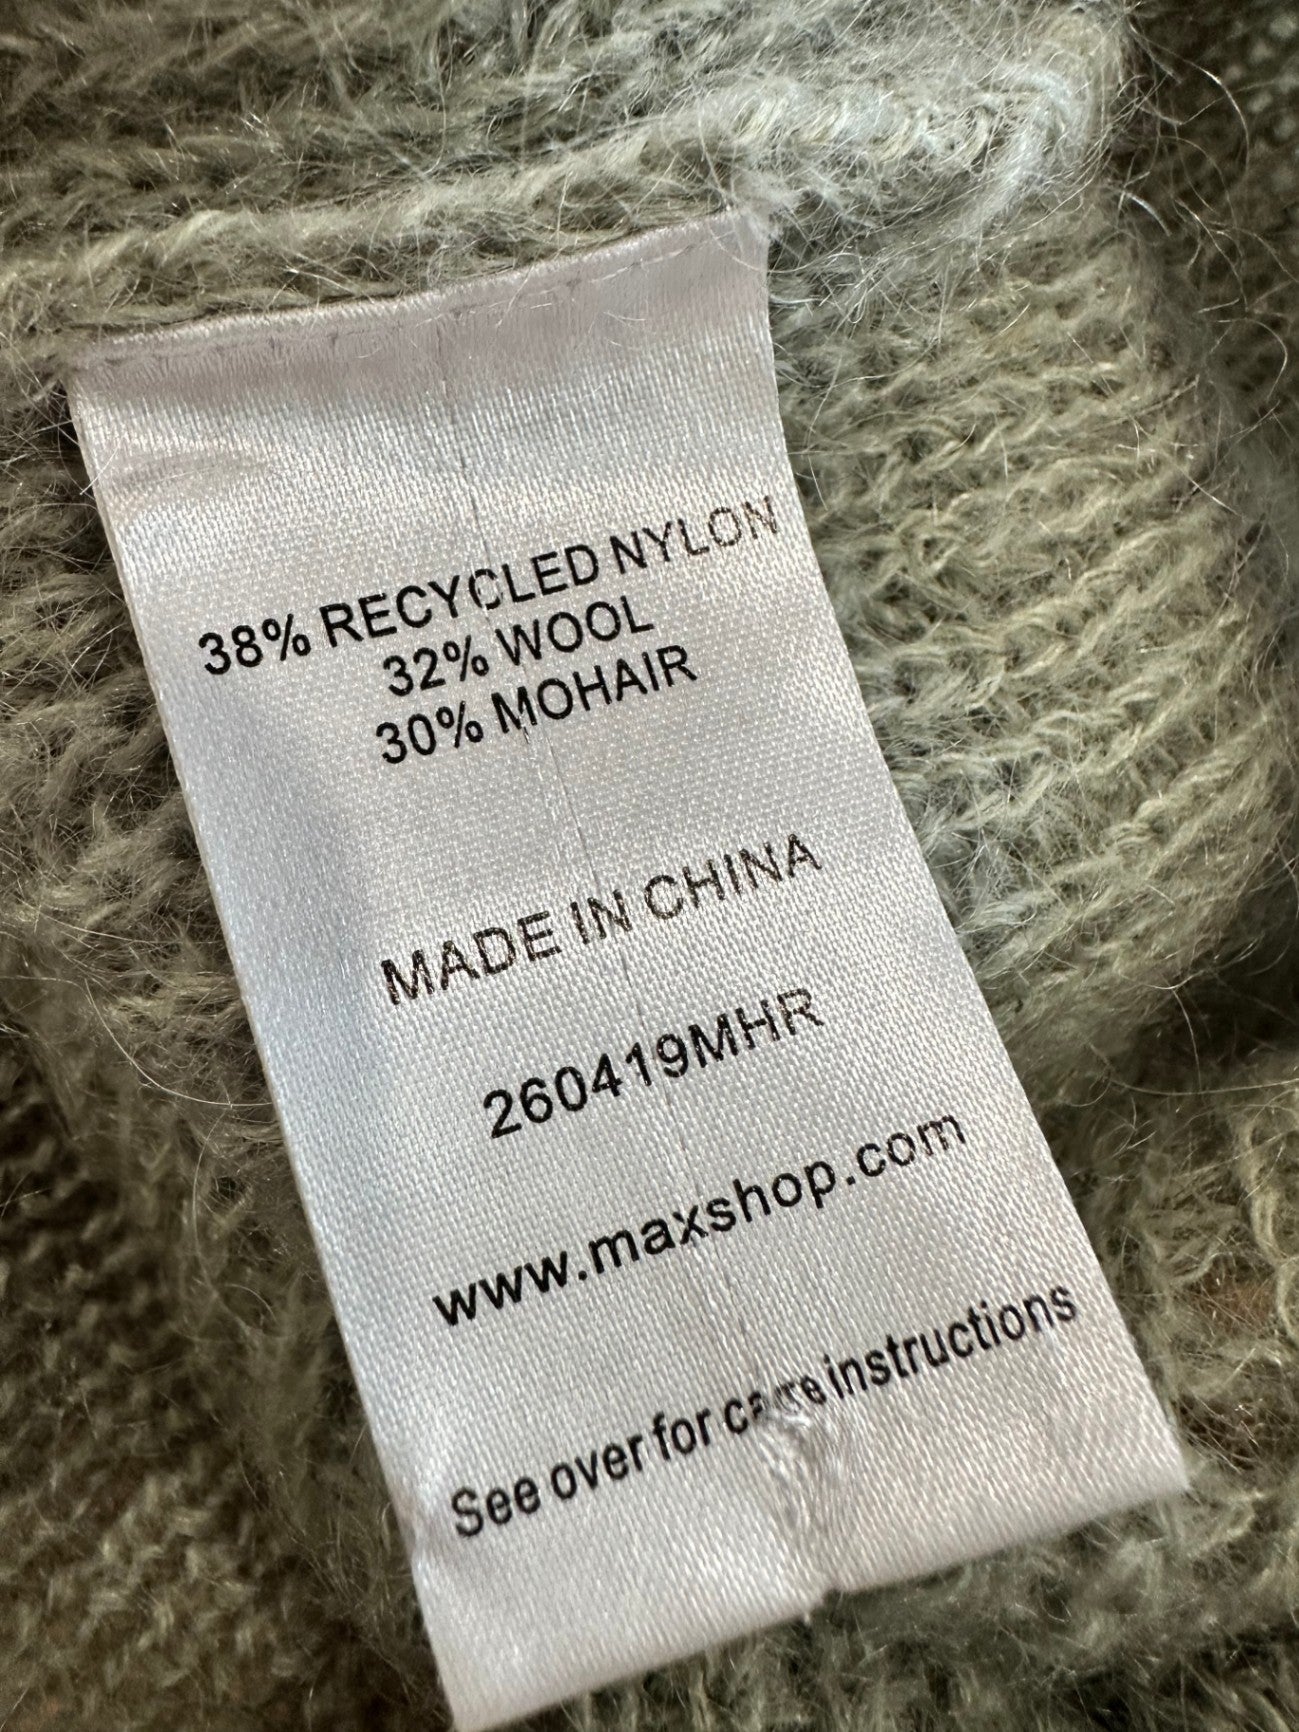 38% RECYCLED NYLON
32% WOOL
30% MOHAIR
MADE IN CHINA
260419MHR
www.maxshop.com
See over for care instructions